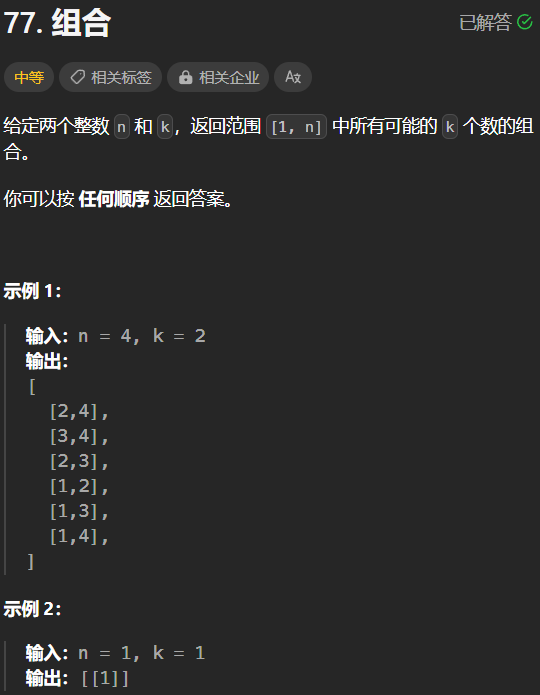 77. 组合
已解答
中等
相关标签
相关企业
给定两个整数 n 和 k，返回范围 [1, n] 中所有可能的 k 个数的组
合。
你可以按 任何顺序 返回答案。
示例 1：
输入：n = 4, k = 2
输出：
[
[2,4],
[3,4],
[2,3],
[1,2],
[1,3],
[1,4],
]
示例 2：
输入：n = 1, k = 1
输出：[[1]]